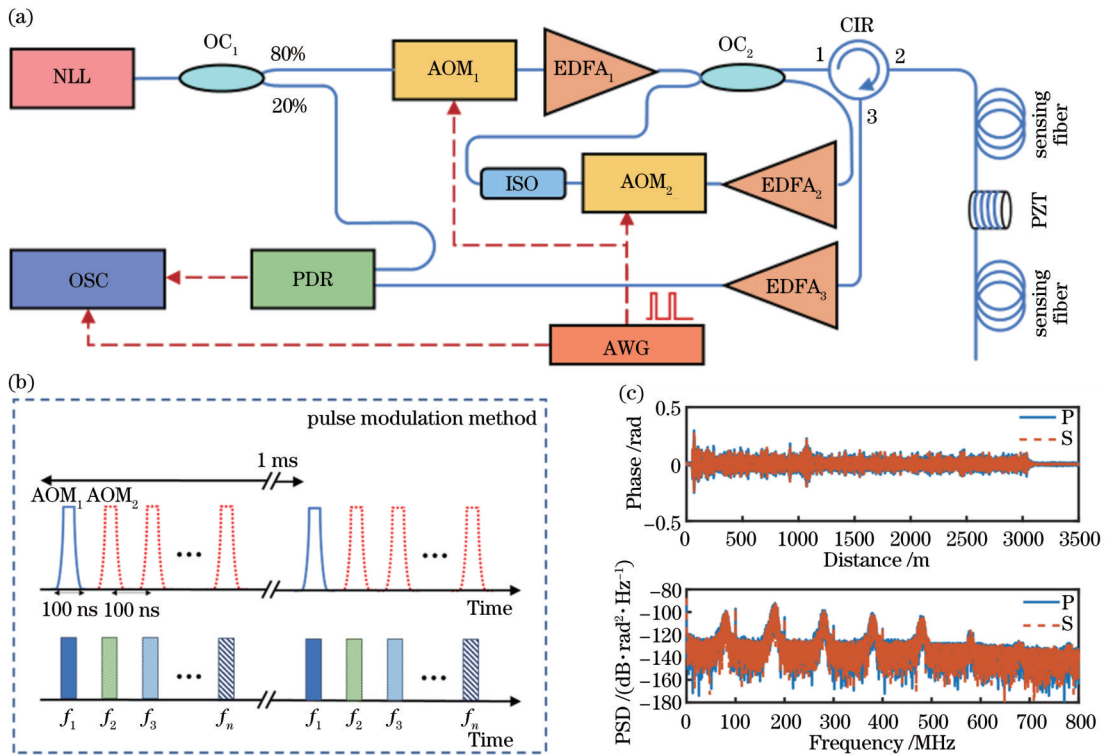 (a)
CIR
OC₁
80%
20%
NLL
AOM₁
EDFA₁
OC₂
1
2
3
sensing
fiber
ISO
AOM₂
EDFA₂
PZT
OSC
PDR
EDFA₃
sensing
fiber
AWG
(b)
pulse modulation method
1 ms
AOM₁ AOM₂
••• •••
100 ns 100 ns
Time
••• •••
f₁ f₂ f₃ fₙ f₁ f₂ f₃ fₙ
Time
(c)
Phase /rad
0.5
0
−0.5
P
S
0 500 1000 1500 2000 2500 3000 3500
Distance /m
PSD /(dB·rad²·Hz⁻¹)
−80
−100
−120
−140
−160
−180
P
S
0 100 200 300 400 500 600 700 800
Frequency /MHz